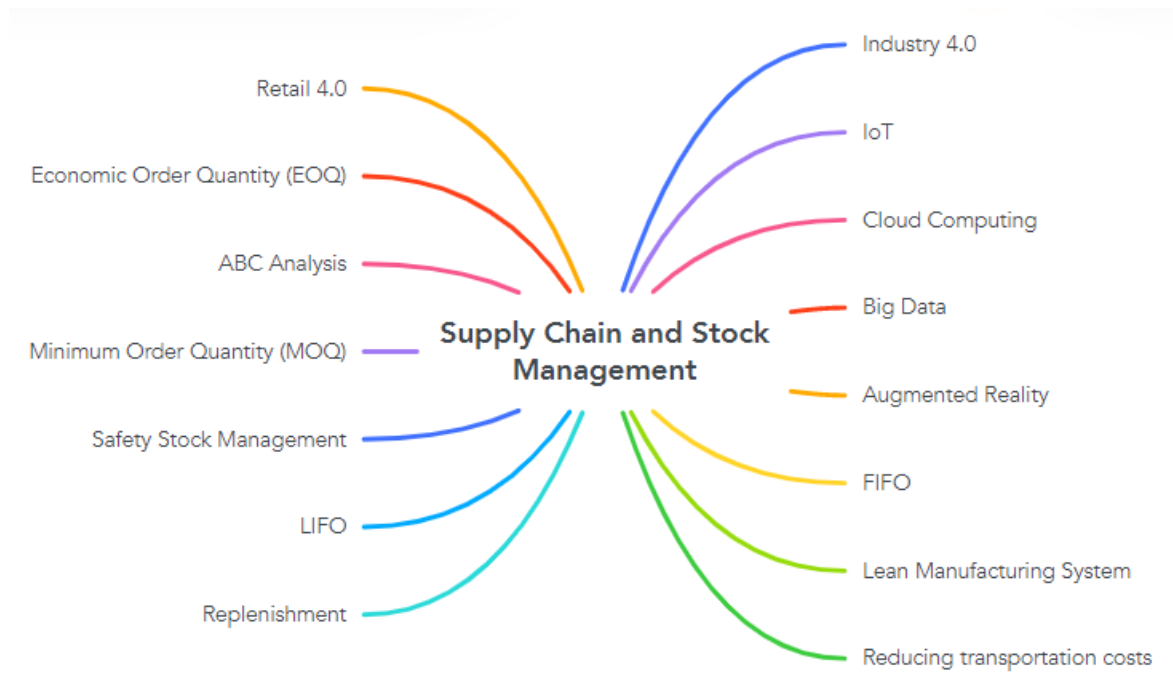 Industry 4.0
Retail 4.0
IoT
Economic Order Quantity (EOQ)
Cloud Computing
ABC Analysis
Big Data
Supply Chain and Stock
Management
Minimum Order Quantity (MOQ)
Augmented Reality
Safety Stock Management
FIFO
LIFO
Lean Manufacturing System
Replenishment
Reducing transportation costs